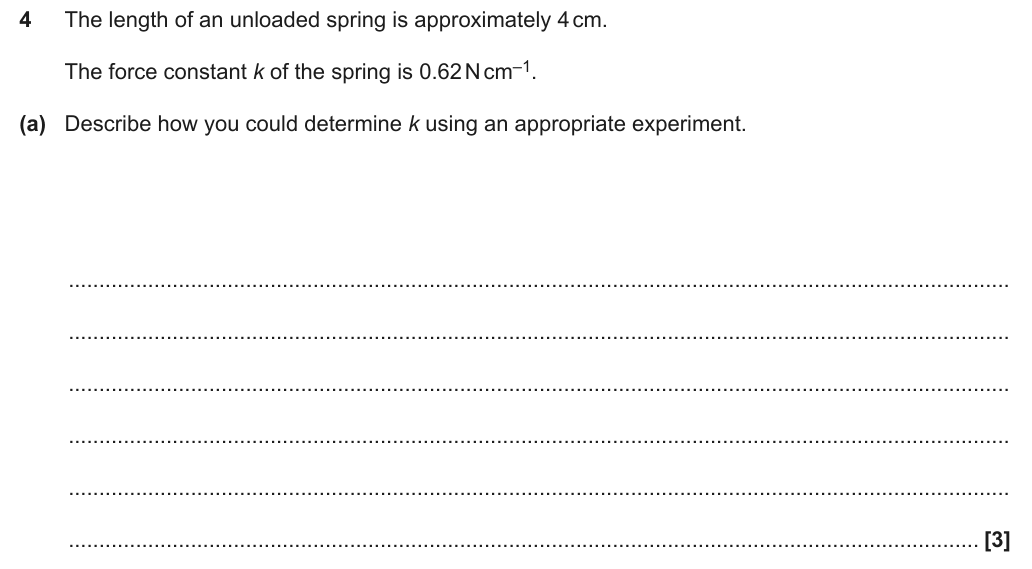 4 The length of an unloaded spring is approximately 4 cm.
The force constant k of the spring is 0.62 N cm⁻¹.
(a) Describe how you could determine k using an appropriate experiment.
..........................................................................................................................................................
..........................................................................................................................................................
..........................................................................................................................................................
..........................................................................................................................................................
..........................................................................................................................................................
..................................................................................................................................................... [3]